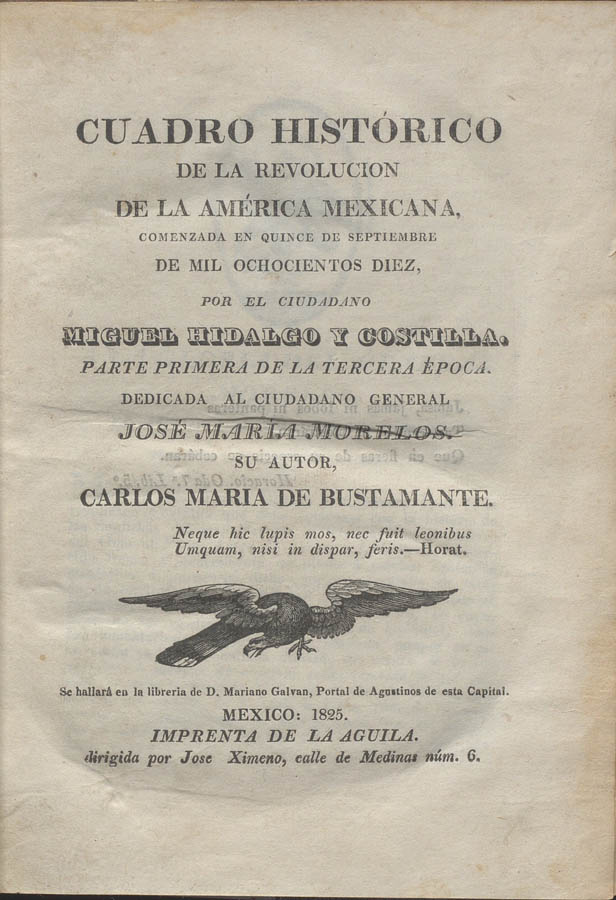 CUADRO HISTÓRICO
DE LA REVOLUCION
DE LA AMÉRICA MEXICANA,
COMENZADA EN QUINCE DE SEPTIEMBRE
DE MIL OCHOCIENTOS DIEZ,
POR EL CIUDADANO
MIGUEL HIDALGO Y COSTILLA.
PARTE PRIMERA DE LA TERCERA ÉPOCA.
DEDICADA AL CIUDADANO GENERAL
JOSÉ MARÍA MORELOS.
SU AUTOR,
CARLOS MARIA DE BUSTAMANTE.
Neque hic lupis mos, nec fuit leonibus
Umquam, nisi in dispar, feris.—Horat.
Se hallará en la libreria de D. Mariano Galvan, Portal de Agustinos de esta Capital.
MEXICO: 1825.
IMPRENTA DE LA AGUILA.
dirigida por Jose Ximeno, calle de Medinas núm. 6.